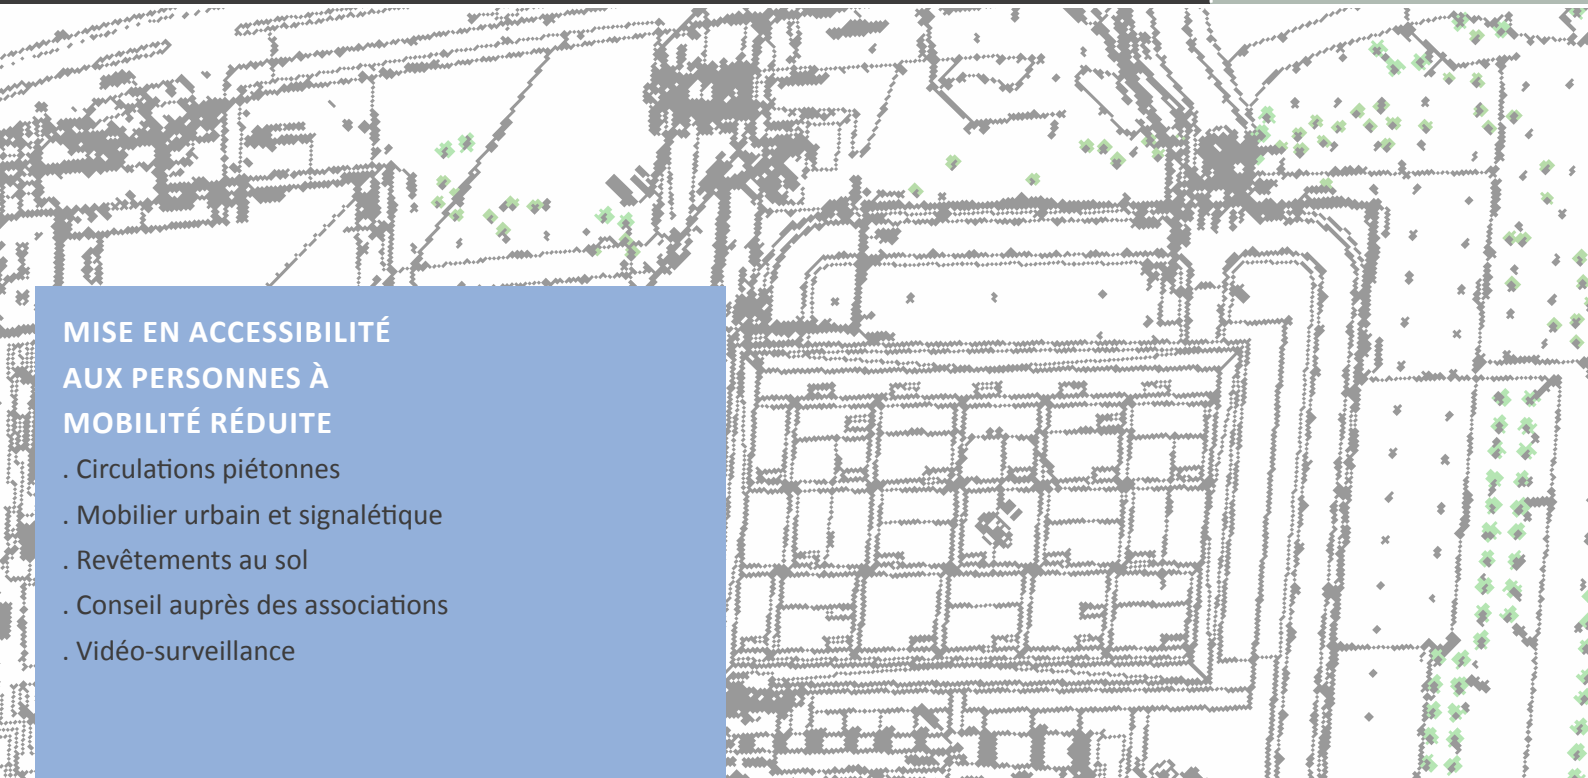 MISE EN ACCESSIBILITÉ
AUX PERSONNES À
MOBILITÉ RÉDUITE
. Circulations piétonnes
. Mobilier urbain et signalétique
. Revêtements au sol
. Conseil auprès des associations
. Vidéo-surveillance